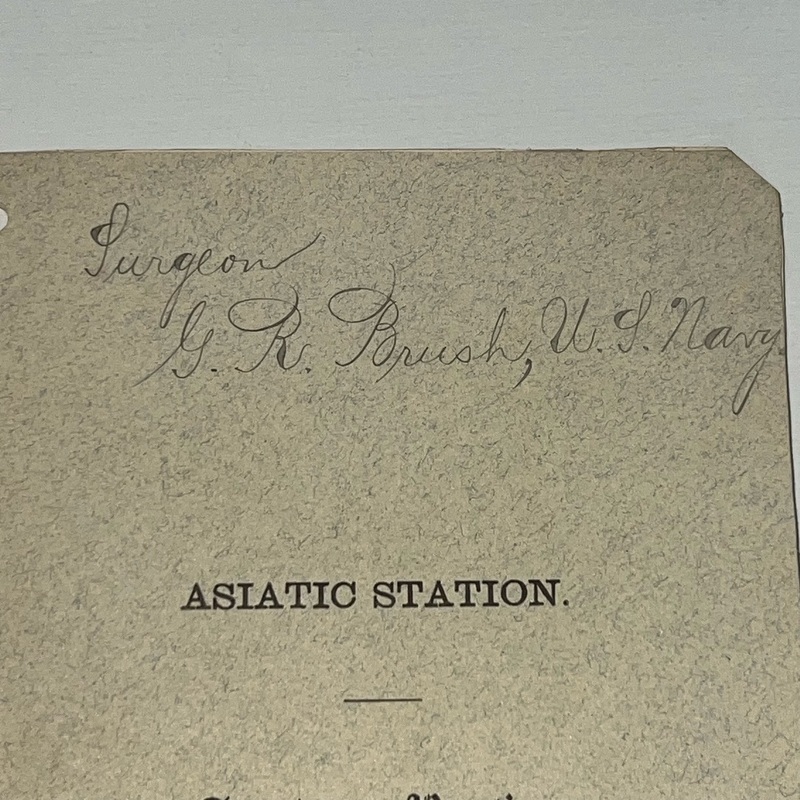 Surgeon
G. R. Brush, U. S. Navy.
ASIATIC STATION.